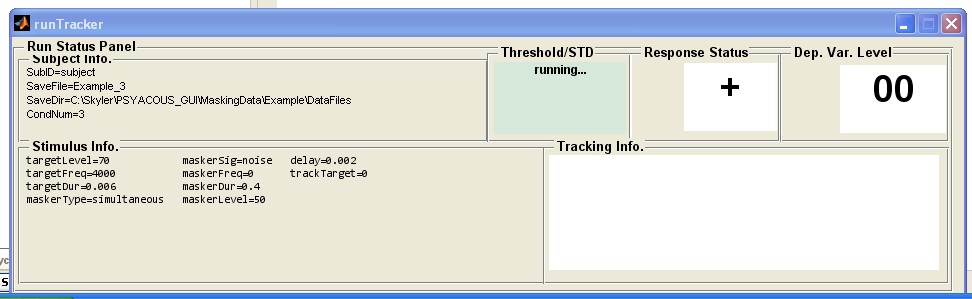 runTracker
Run Status Panel
Subject Info.
SubID=subject
SaveFile=Example_3
SaveDir=C:\Skyler\PSYACOUS_GUI\MaskingData\Example\DataFiles
CondNum=3
Threshold/STD
running...
Response Status
+
Dep. Var. Level
00
Stimulus Info.
targetLevel=70 maskerSig=noise delay=0.002
targetFreq=4000 maskerFreq=0 trackTarget=0
targetDur=0.006 maskerDur=0.4
maskerType=simultaneous maskerLevel=50
Tracking Info.
yc
S